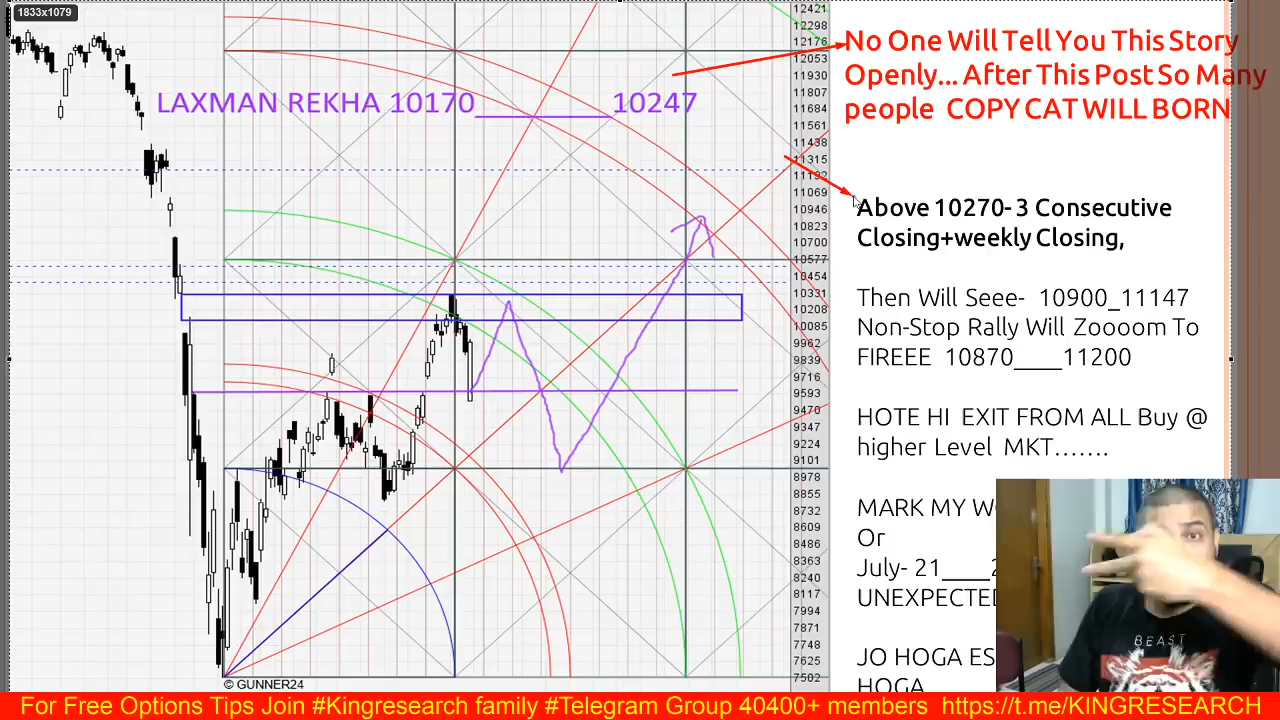 1833x1079
LAXMAN REKHA 10170______10247
No One Will Tell You This Story
Openly... After This Post So Many
people COPY CAT WILL BORN
Above 10270- 3 Consecutive
Closing+weekly Closing,
Then Will Seee- 10900_11147
Non-Stop Rally Will Zoooom To
FIREEE 10870____11200
HOTE HI EXIT FROM ALL Buy @
higher Level MKT…….
MARK MY
Or
July- 21____
JO HOGA
HOGA
BEAST
12421
12298
12176
12053
11930
11807
11684
11561
11438
11315
11192
11069
10946
10823
10700
10577
10454
10331
10208
10085
9962
9839
9716
9593
9470
9347
9224
9101
8978
8855
8732
8609
8486
8363
8240
8117
7994
7871
7748
7625
7502
© GUNNER24
For Free Options Tips Join #Kingresearch family #Telegram Group 40400+ members https://t.me/KINGRESEARCH